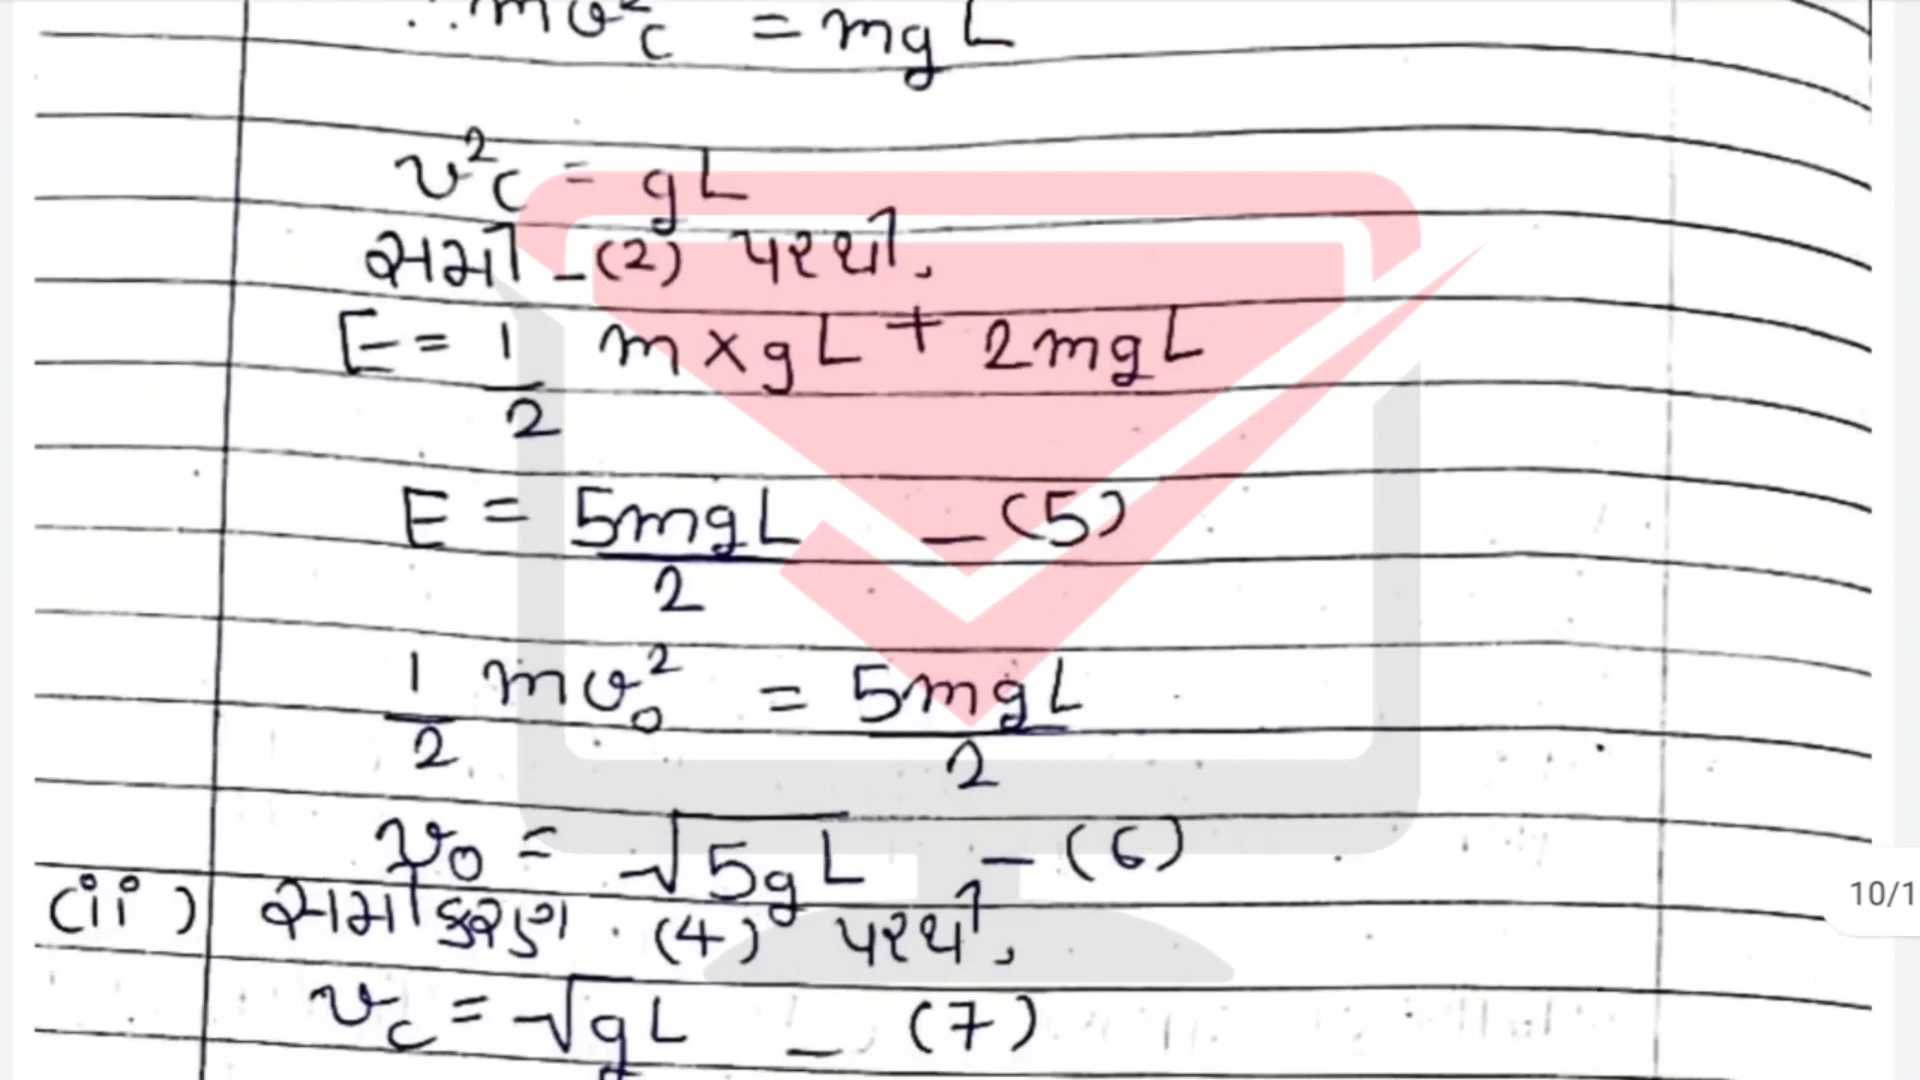 ∴ mv²c = mgL
v²c = gL
સમી -(2) પરથી,
E = 1/2 m×gL + 2mgL
E = 5mgL/2 -(5)
1/2 mv₀² = 5mgL/2
v₀ = √5gL -(6)
(ii) સમીકરણ (4) પરથી,
vc = √gL - (7)
10/1